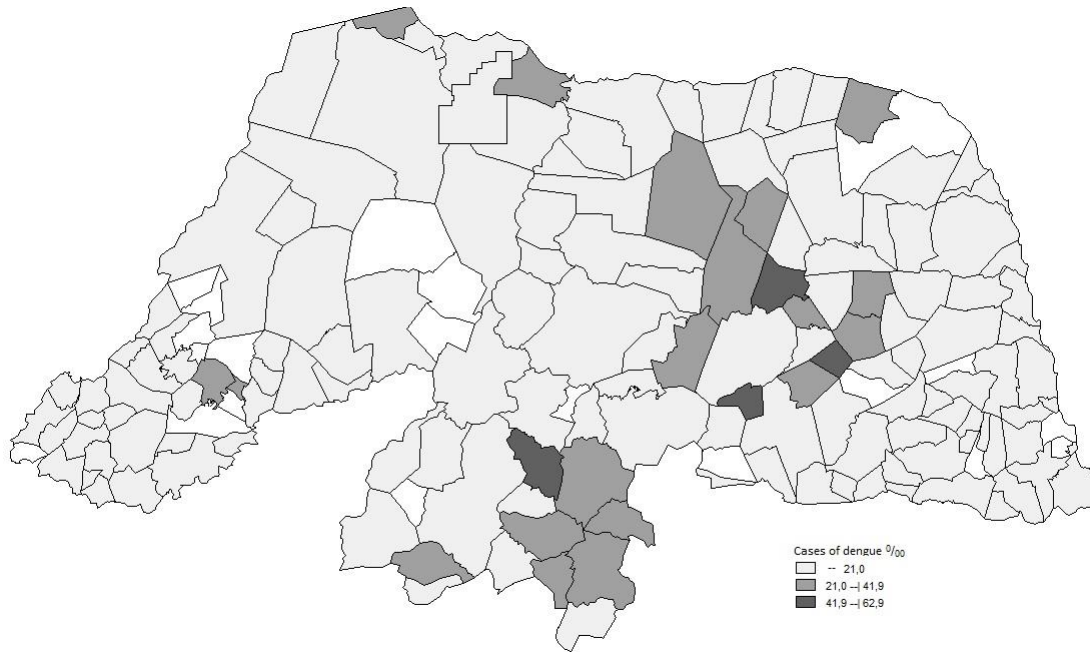 Cases of dengue 0/00
-- 21,0
21,0 --| 41,9
41,9 --| 62,9